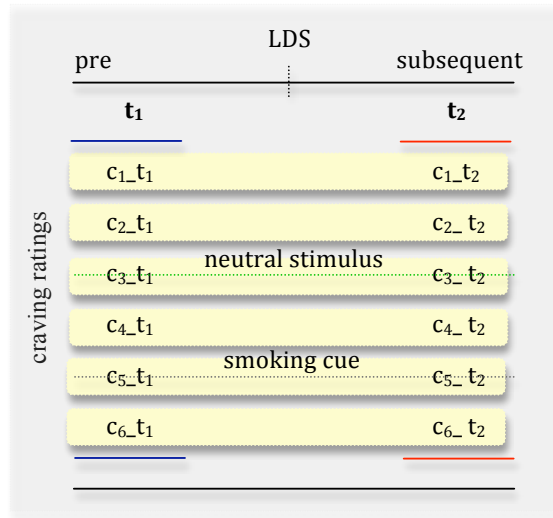 LDS
pre subsequent
t₁ t₂
craving ratings
c₁_t₁ c₁_t₂
c₂_t₁ c₂_ t₂
neutral stimulus
c₃_t₁ c₃_ t₂
c₄_t₁ c₄_ t₂
smoking cue
c₅_t₁ c₅_ t₂
c₆_t₁ c₆_ t₂